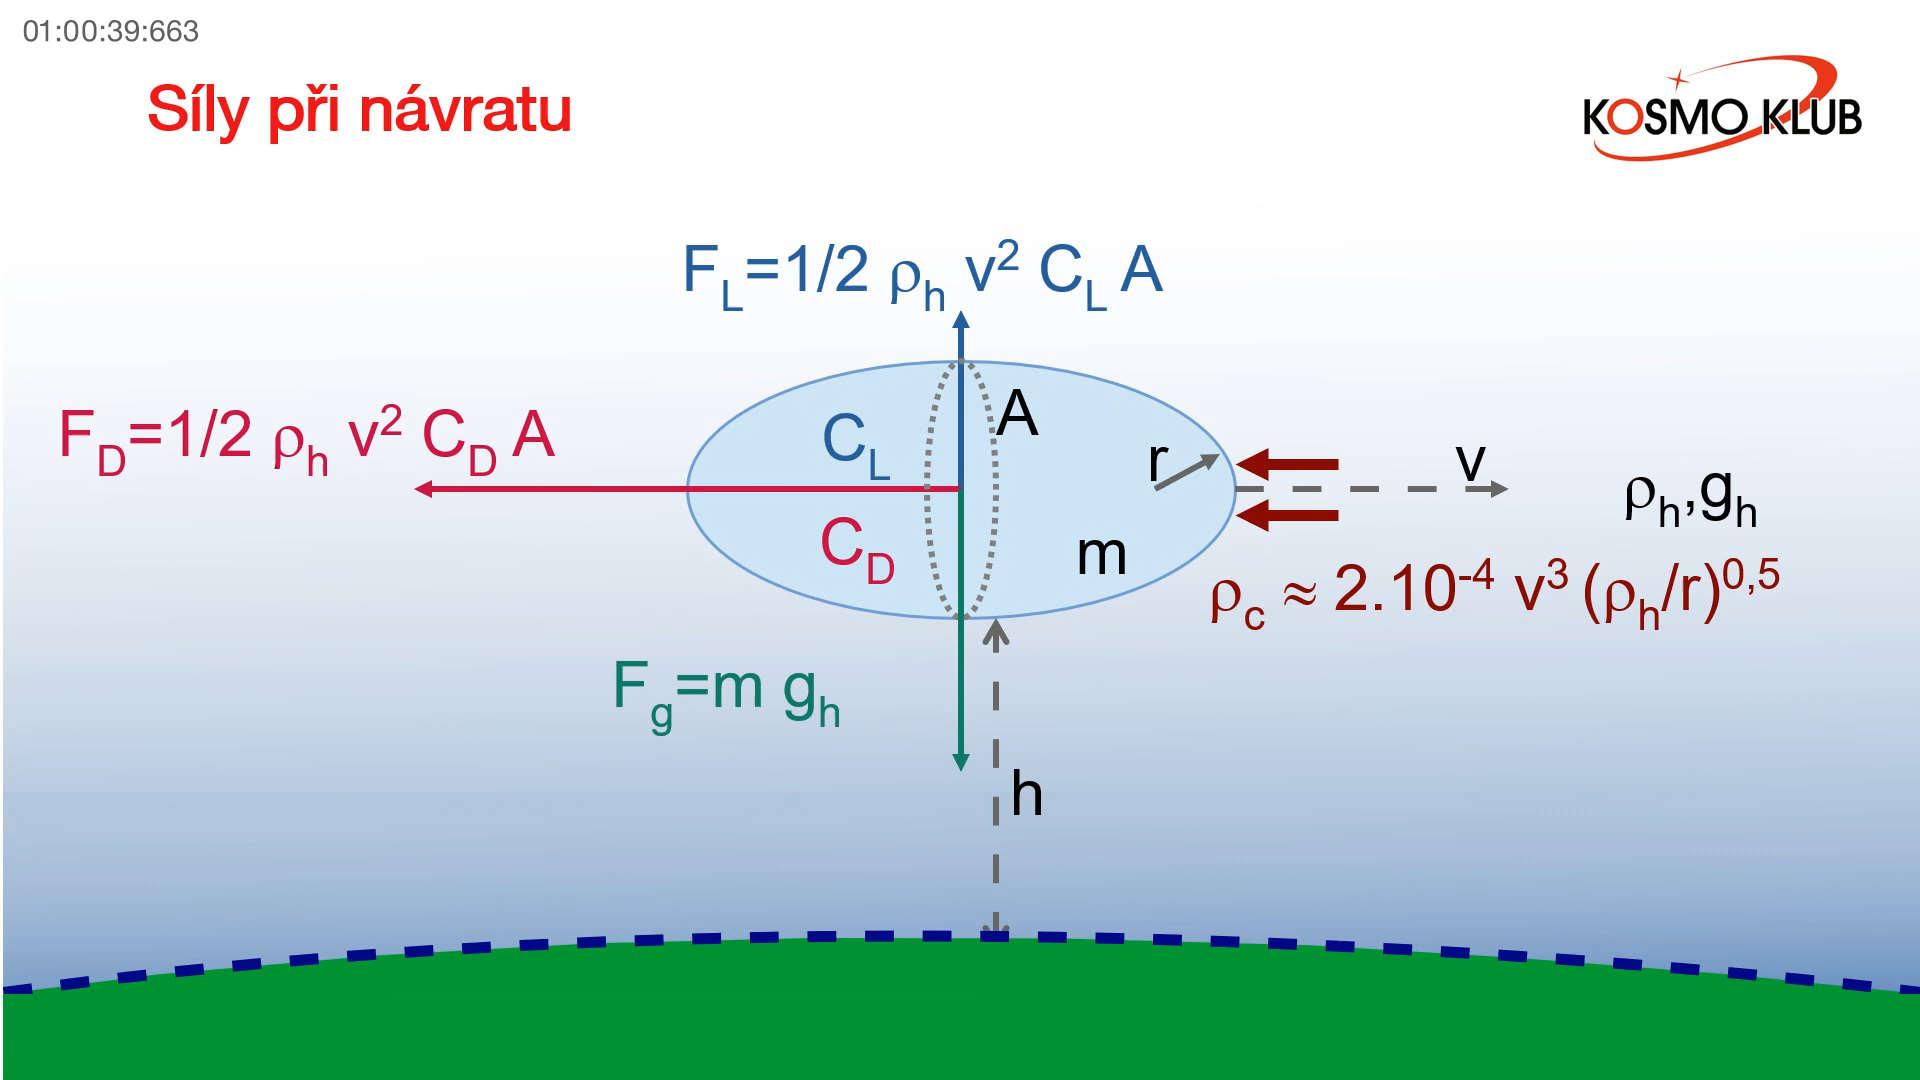 01:00:39:663
Síly při návratu
KOSMO KLUB
F_L=1/2 ρ_h v² C_L A
F_D=1/2 ρ_h v² C_D A
C_L
A
r
v
ρ_h,g_h
C_D
m
ρ_c ≈ 2.10⁻⁴ v³ (ρ_h/r)^0,5
F_g=m g_h
h